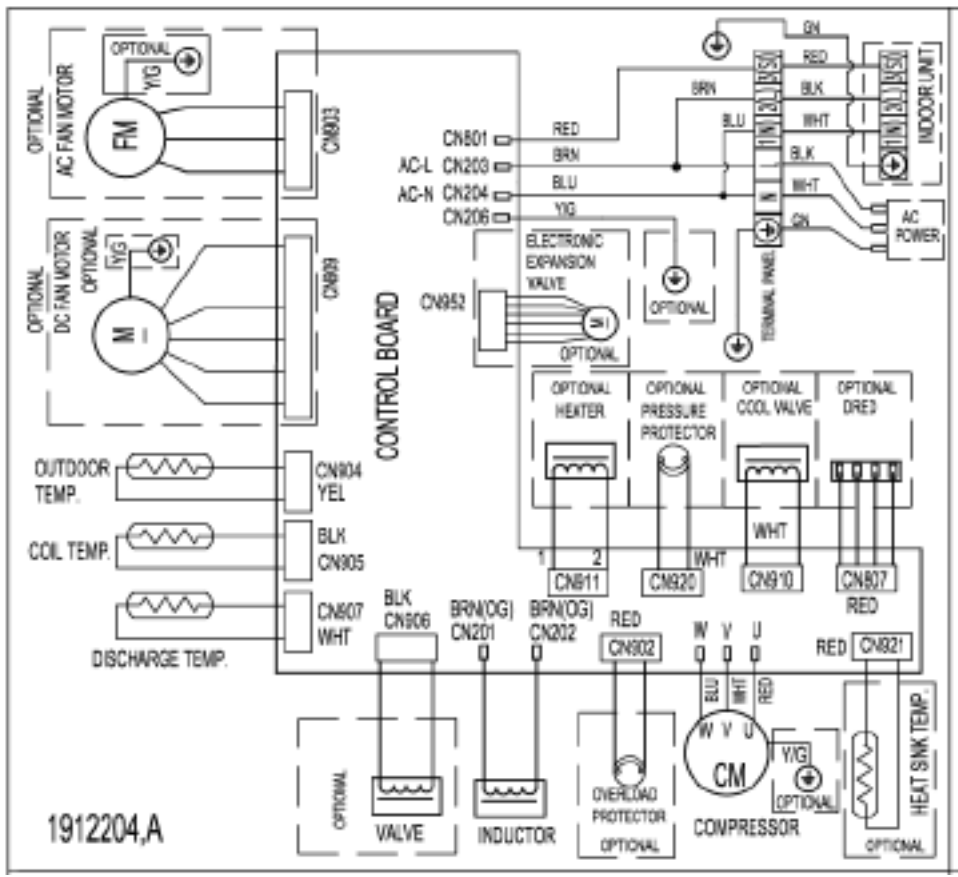 OPTIONAL
Y/G
FM
OPTIONAL
AC FAN MOTOR
CN903
OPTIONAL
DC FAN MOTOR
OPTIONAL
Y/G
M
CN909
OUTDOOR
TEMP.
CN904
YEL
COIL TEMP.
BLK
CN905
CN907
WHT
DISCHARGE TEMP.
CONTROL BOARD
CN801
RED
AC-L CN203
BRN
AC-N CN204
BLU
CN206
Y/G
BRN
BLU
GN
RED
BLK
WHT
BLK
WHT
GN
1 N
N
1 N
TERMINAL PANEL
INDOOR UNIT
AC
POWER
ELECTRONIC
EXPANSION
VALVE
CN952
M
OPTIONAL
OPTIONAL
OPTIONAL
HEATER
OPTIONAL
PRESSURE
PROTECTOR
OPTIONAL
COOL VALVE
OPTIONAL
DRED
1
2
CN911
WHT
CN920
WHT
CN910
CN807
RED
BLK
CN906
BRN(OG)
CN201
BRN(OG)
CN202
RED
CN902
W V U
BLU
WHT
RED
W V U
CM
COMPRESSOR
Y/G
OPTIONAL
RED
CN921
HEAT SINK TEMP.
OPTIONAL
OPTIONAL
VALVE
INDUCTOR
OVERLOAD
PROTECTOR
OPTIONAL
1912204,A